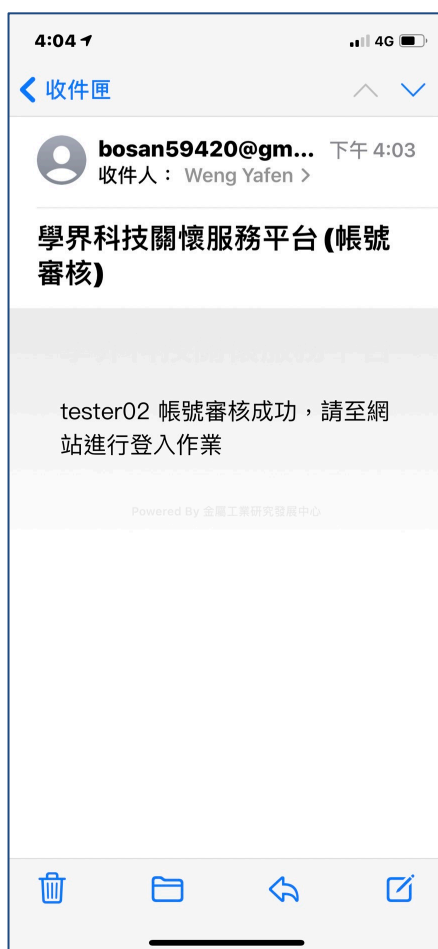 4:04
4G
收件匣
bosan59420@gm... 下午 4:03
收件人： Weng Yafen >
學界科技關懷服務平台(帳號
審核)
tester02 帳號審核成功，請至網
站進行登入作業
Powered By 金屬工業研究發展中心